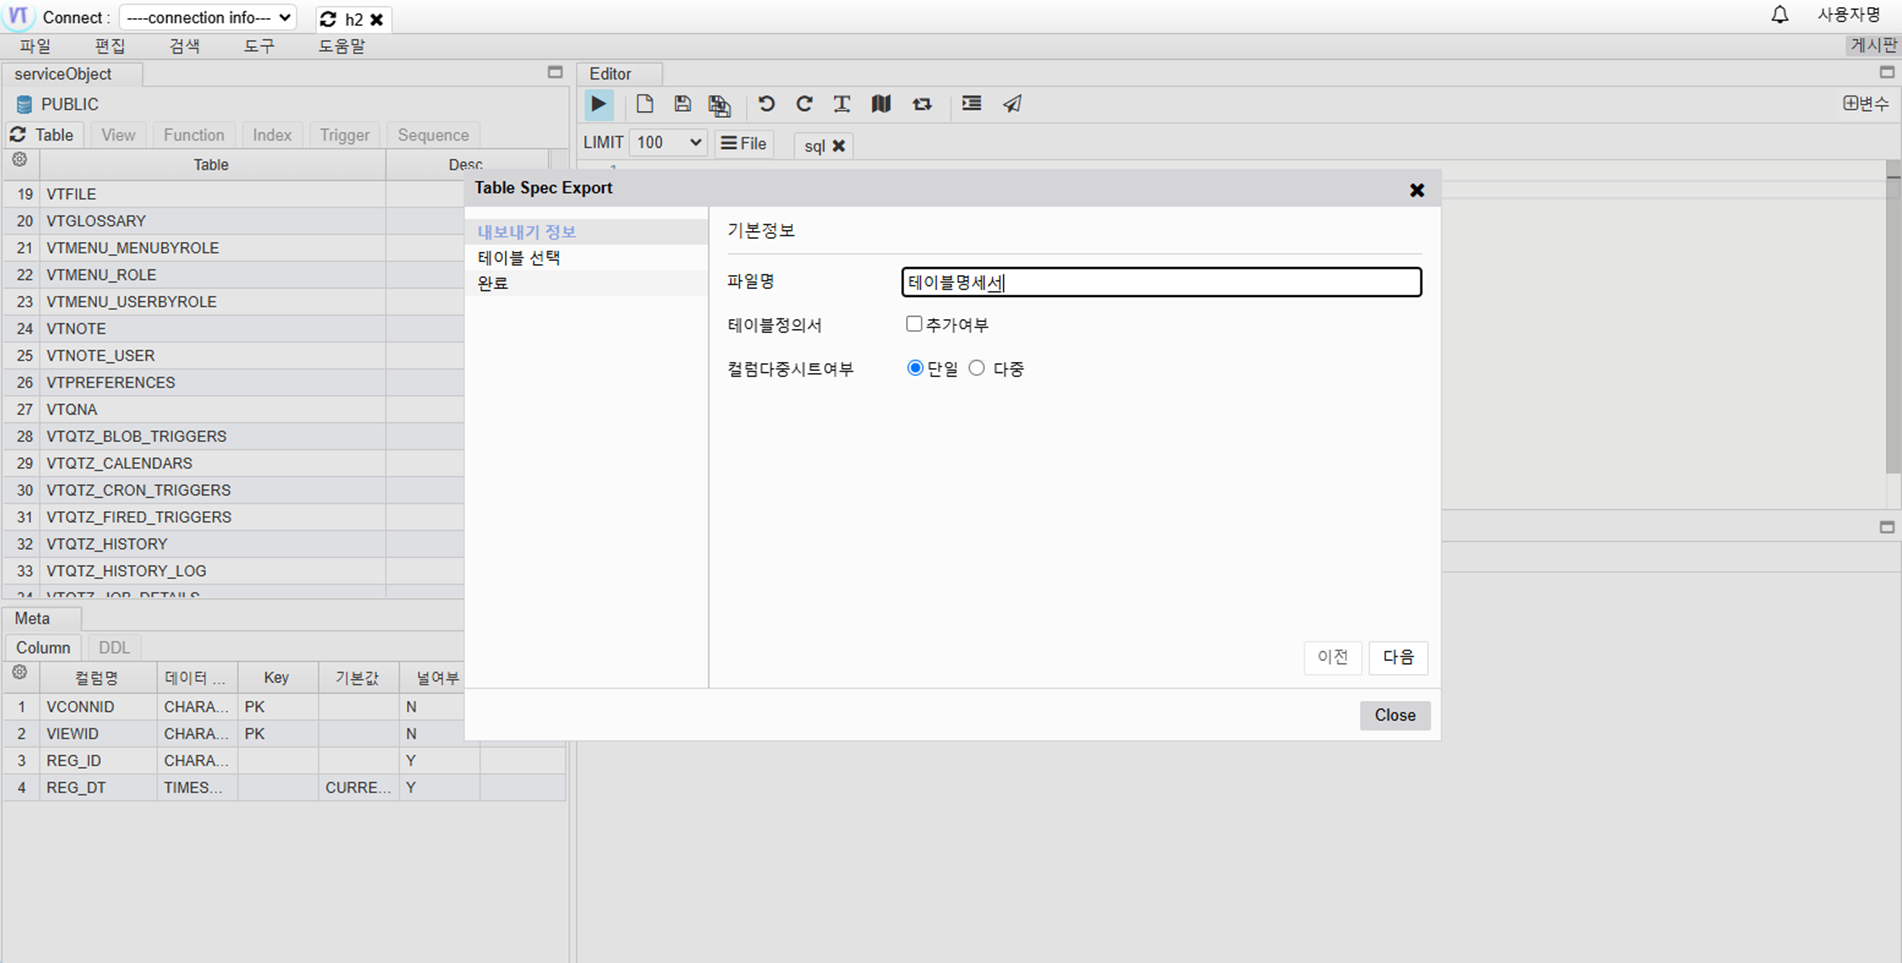 VT Connect : ----connection info--- h2
사용자명
파일 편집 검색 도구 도움말 게시판
serviceObject
PUBLIC
Table View Function Index Trigger Sequence
Table Desc
19 VTFILE
20 VTGLOSSARY
21 VTMENU_MENUBYROLE
22 VTMENU_ROLE
23 VTMENU_USERBYROLE
24 VTNOTE
25 VTNOTE_USER
26 VTPREFERENCES
27 VTQNA
28 VTQTZ_BLOB_TRIGGERS
29 VTQTZ_CALENDARS
30 VTQTZ_CRON_TRIGGERS
31 VTQTZ_FIRED_TRIGGERS
32 VTQTZ_HISTORY
33 VTQTZ_HISTORY_LOG
34 VTQTZ_JOB_DETAILS
Meta
Column DDL
컬럼명 데이터 ... Key 기본값 널여부
1 VCONNID CHARA... PK N
2 VIEWID CHARA... PK N
3 REG_ID CHARA... Y
4 REG_DT TIMES... CURRE... Y
Editor
변수
LIMIT 100 File sql
1
Table Spec Export
내보내기 정보
테이블 선택
완료
기본정보
파일명 테이블명세서
테이블정의서 추가여부
컬럼다중시트여부 단일 다중
이전 다음
Close